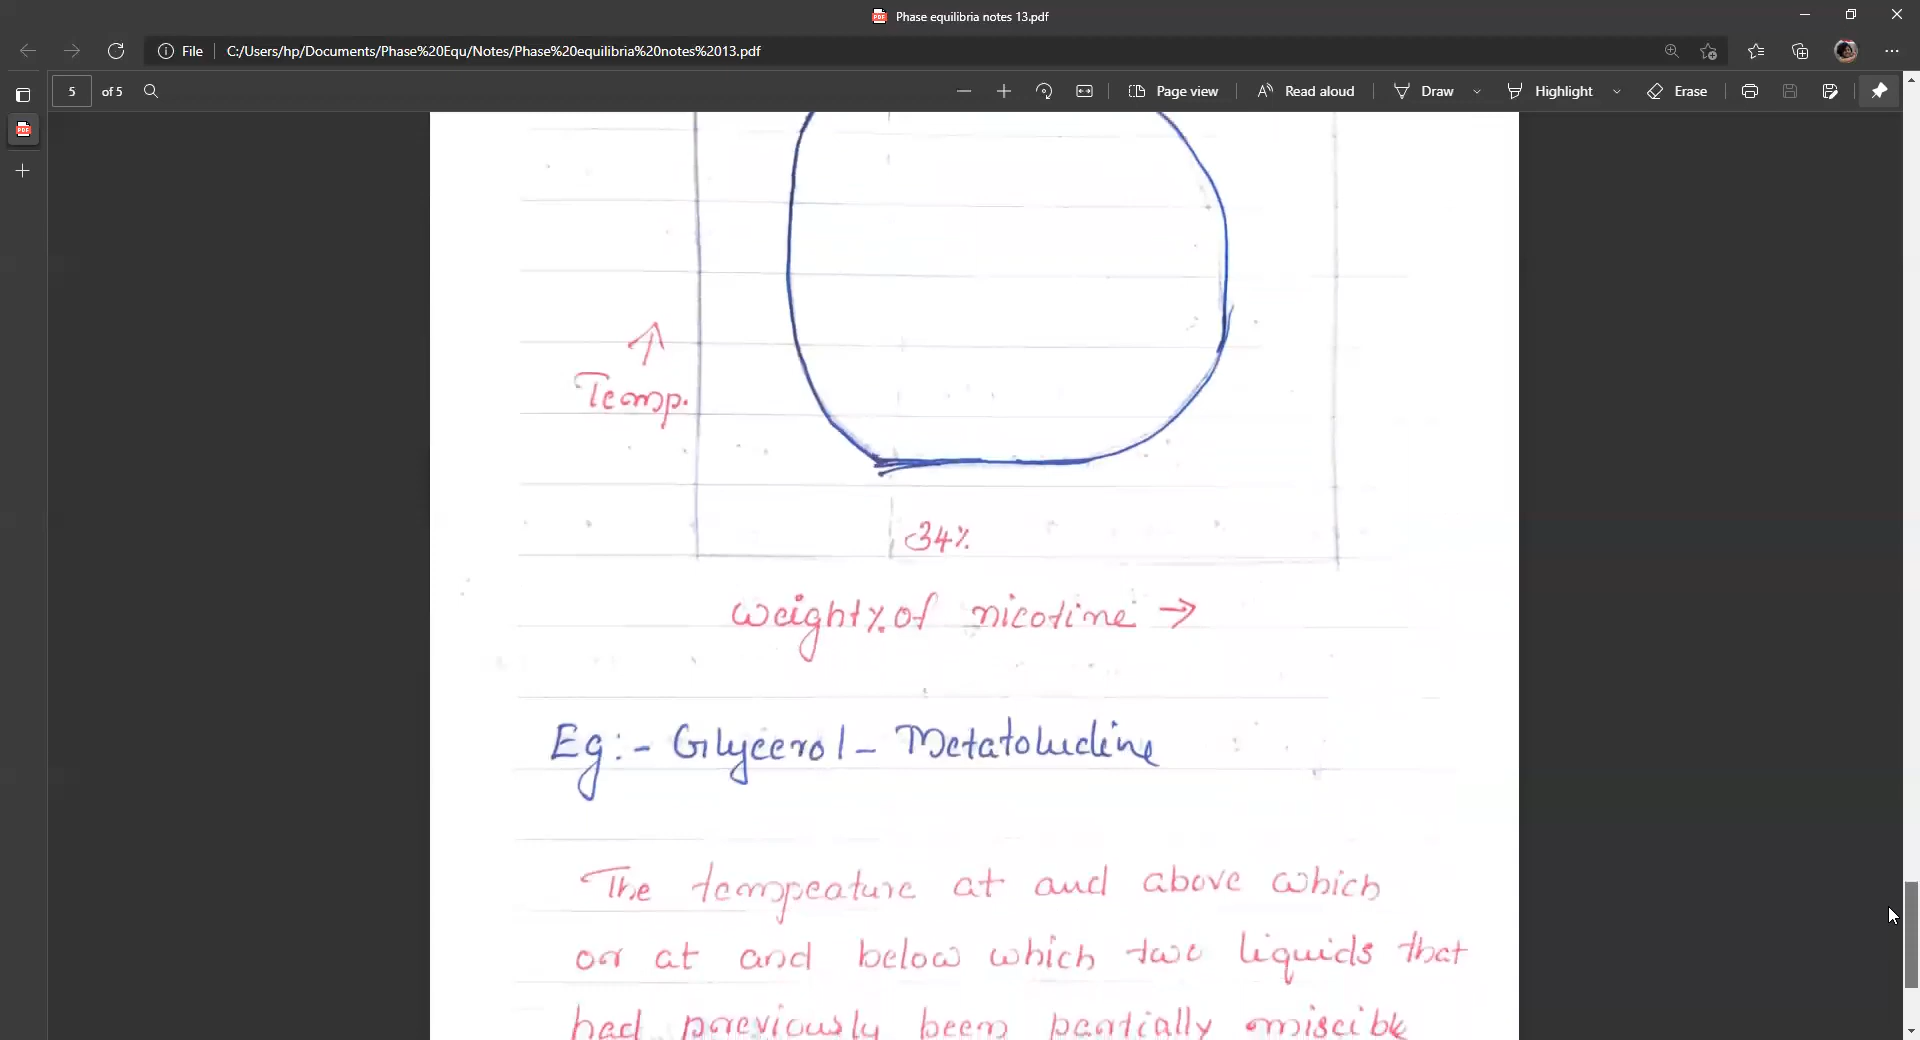 Phase equilibria notes 13.pdf
File C:/Users/hp/Documents/Phase%20Equ/Notes/Phase%20equilibria%20notes%2013.pdf
5 of 5 Page view Read aloud Draw Highlight Erase
Temp.
34%
weight% of nicotine →
Eg:- Glycerol - Metatoludine
The tempeature at and above which
or at and below which two liquids that
had previously been partially miscible